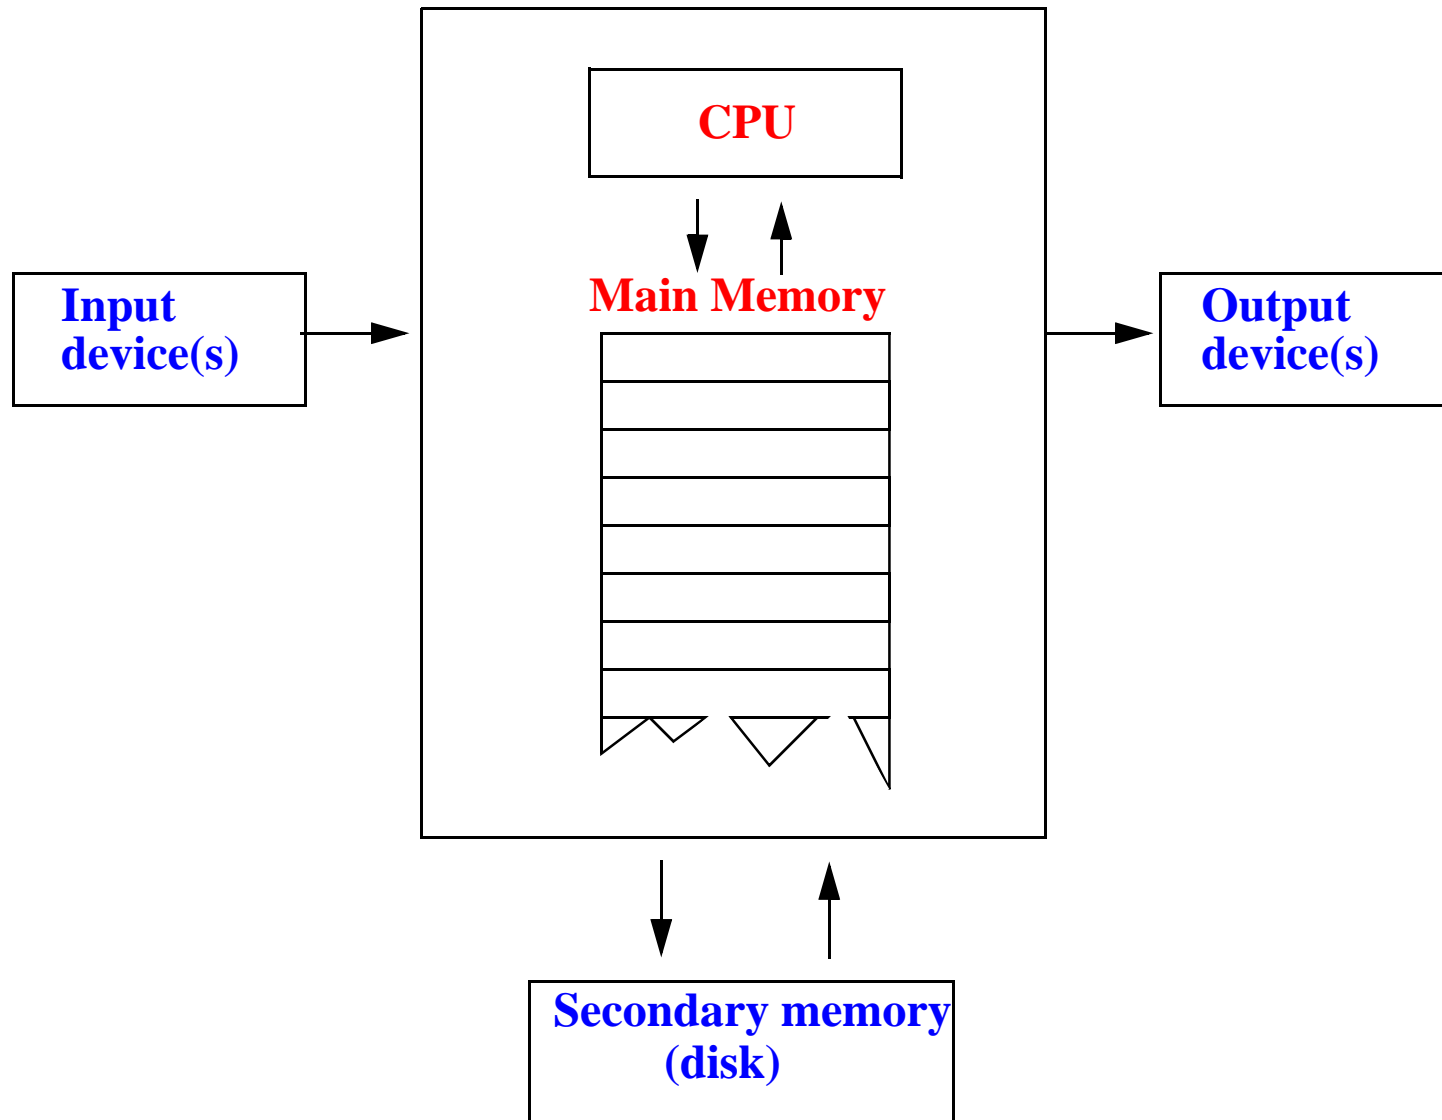 CPU
Main Memory
Input
device(s)
Output
device(s)
Secondary memory
(disk)